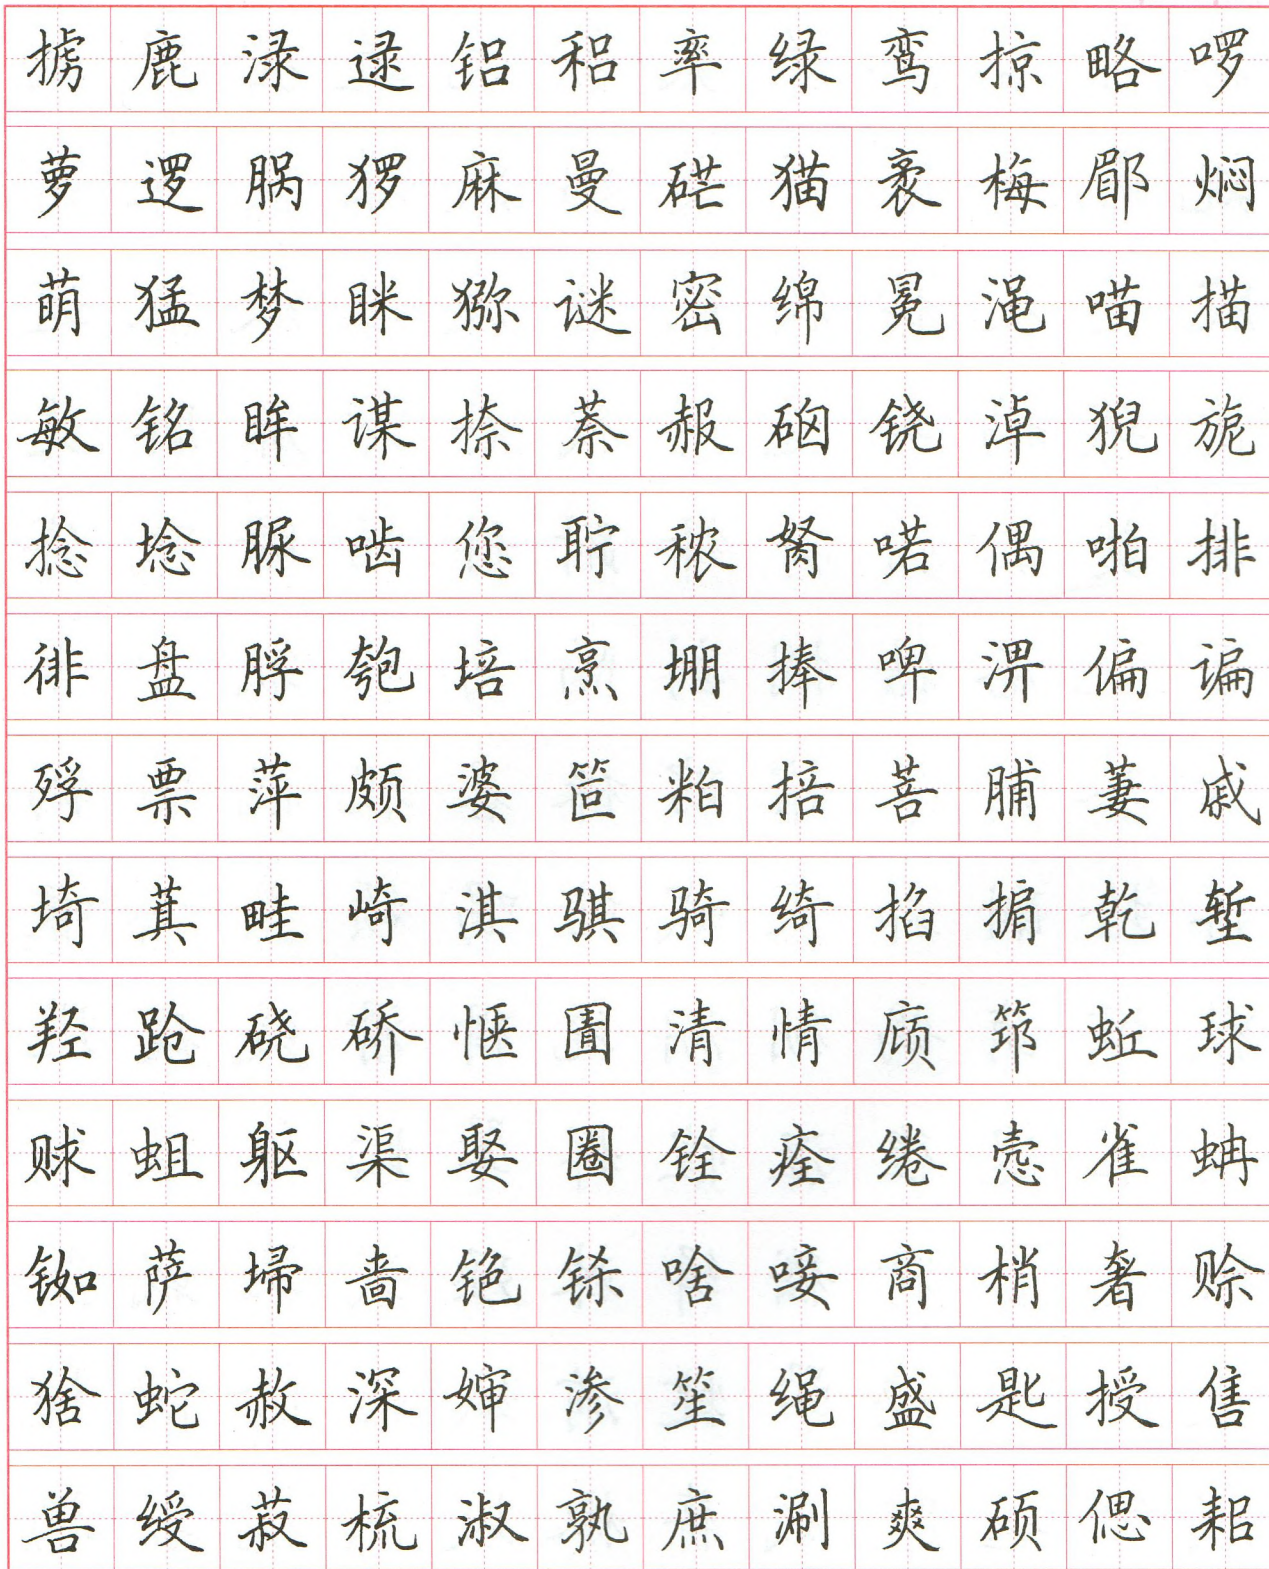 掳鹿渌逯铝稆率绿鸾掠略啰
萝逻脶猡麻曼硭猫袤梅郿焖
萌猛梦眯猕谜密绵冕渑喵描
敏铭眸谋捺萘赧硇铙淖猊旎
捻埝脲啮您聍秾胬喏偶啪排
徘盘脬匏培烹堋捧啤淠偏谝
殍票萍颇婆笸粕掊菩脯萋戚
埼萁畦崎淇骐骑绮掐掮乾堑
羟跄硗硚惬圊清情庼筇蚯球
赇蛆躯渠娶圈铨痊绻悫雀蚺
铷萨埽啬铯铩啥唼商梢奢赊
猞蛇赦深婶渗笙绳盛匙授售
兽绶菽梳淑孰庶涮爽硕偲耜